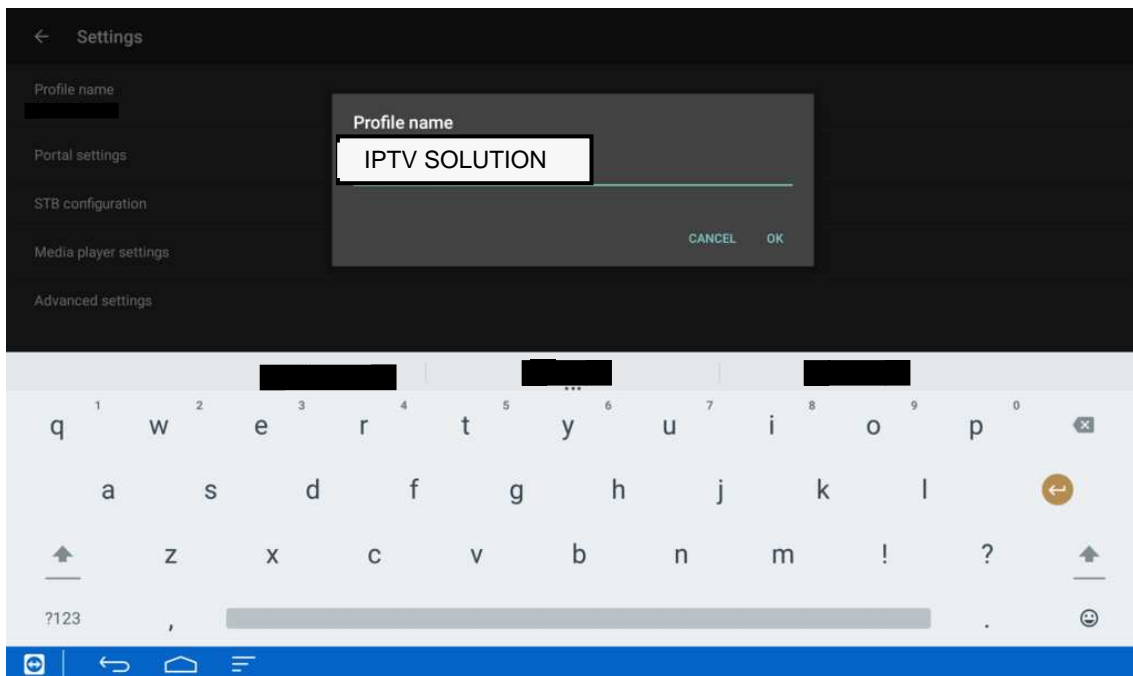 Settings
Profile name
Profile name
IPTV SOLUTION
Portal settings
STB configuration
CANCEL OK
Media player settings
Advanced settings
1 2 3 4 5 6 7 8 9 0
q w e r t y u i o p
a s d f g h j k l
z x c v b n m ! ?
?123 , .